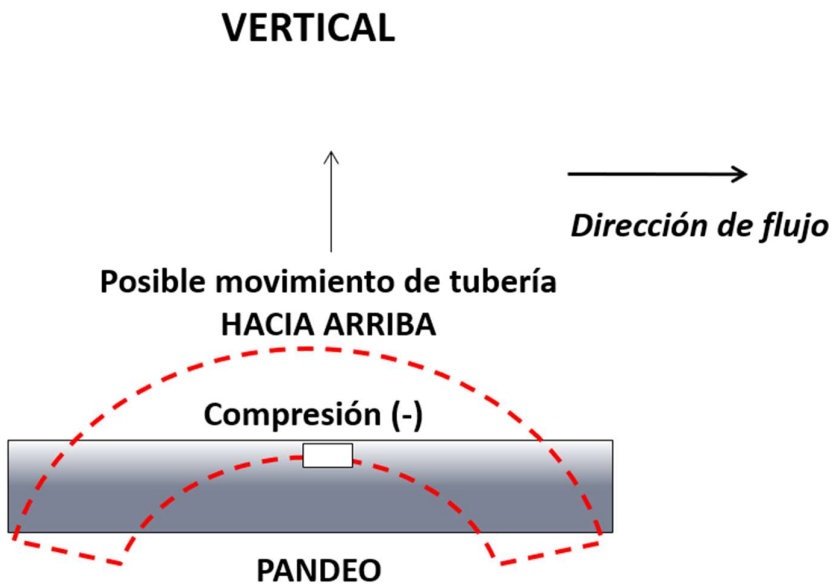 VERTICAL
Dirección de flujo
Posible movimiento de tubería
HACIA ARRIBA
Compresión (-)
PANDEO